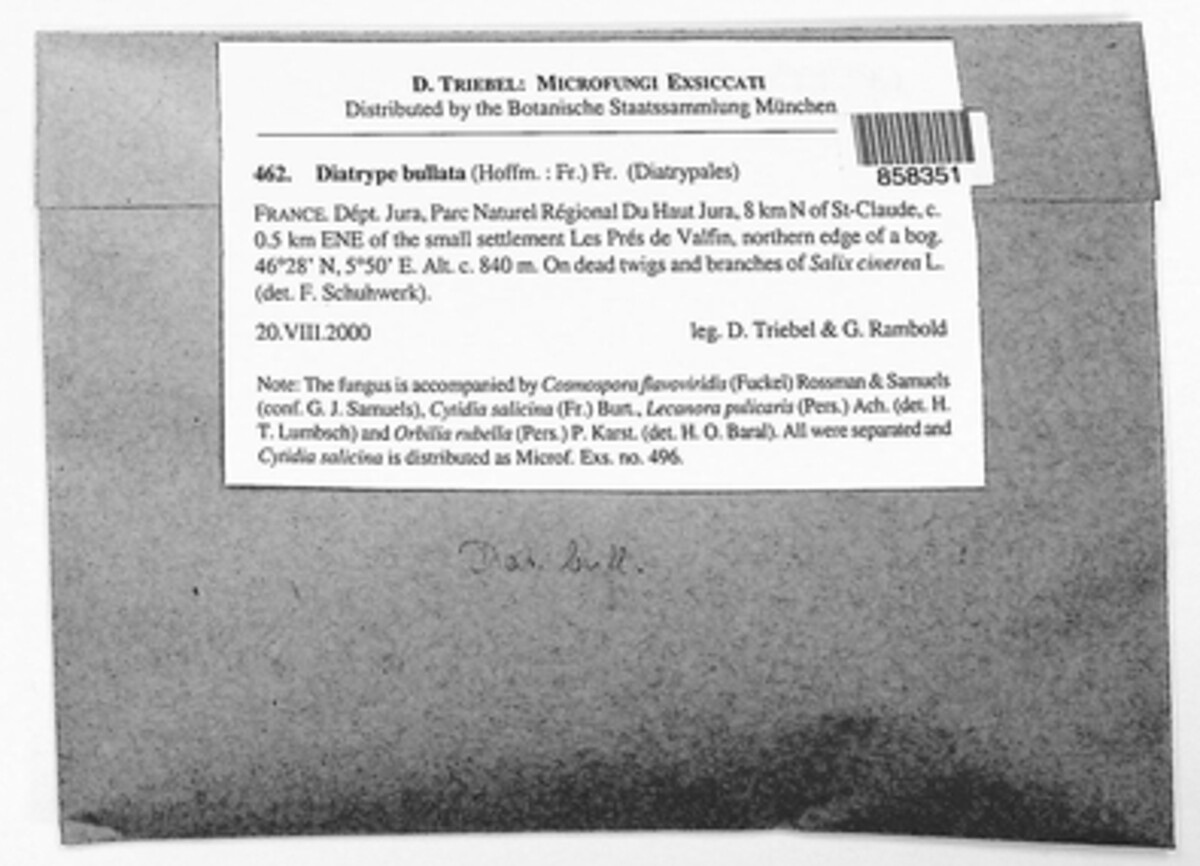 D. TRIEBEL: MICROFUNGI EXSICCATI
Distributed by the Botanische Staatssammlung München
858351
462. Diatrype bullata (Hoffm. : Fr.) Fr. (Diatrypales)
FRANCE. Dépt. Jura, Parc Naturel Régional Du Haut Jura, 8 km N of St-Claude, c.
0.5 km ENE of the small settlement Les Prés de Valfin, northern edge of a bog.
46°28' N, 5°50' E. Alt. c. 840 m. On dead twigs and branches of Salix cinerea L.
(det. F. Schuhwerk).
20.VIII.2000 leg. D. Triebel & G. Rambold
Note: The fungus is accompanied by Cosmospora flavoviridis (Fuckel) Rossman & Samuels
(conf. G. J. Samuels), Cytidia salicina (Fr.) Burt., Lecanora pulicaris (Pers.) Ach. (det. H.
T. Lumbsch) and Orbilia rubella (Pers.) P. Karst. (det. H. O. Baral). All were separated and
Cytidia salicina is distributed as Microf. Exs. no. 496.
bull.